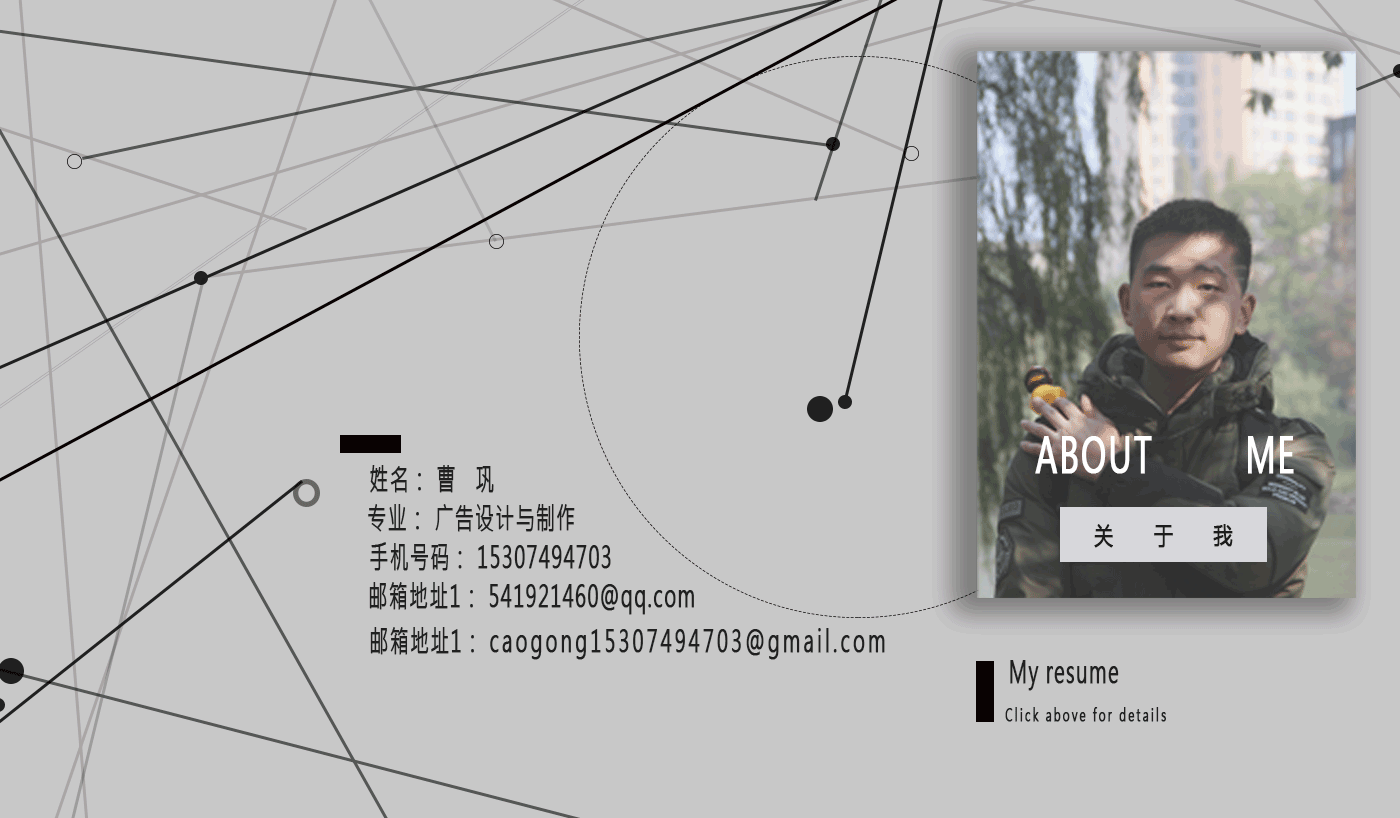 姓名： 曹 巩
专业： 广告设计与制作
手机号码： 15307494703
邮箱地址1： 541921460@qq.com
邮箱地址1： caogong15307494703@gmail.com
ABOUT ME
关 于 我
My resume
Click above for details